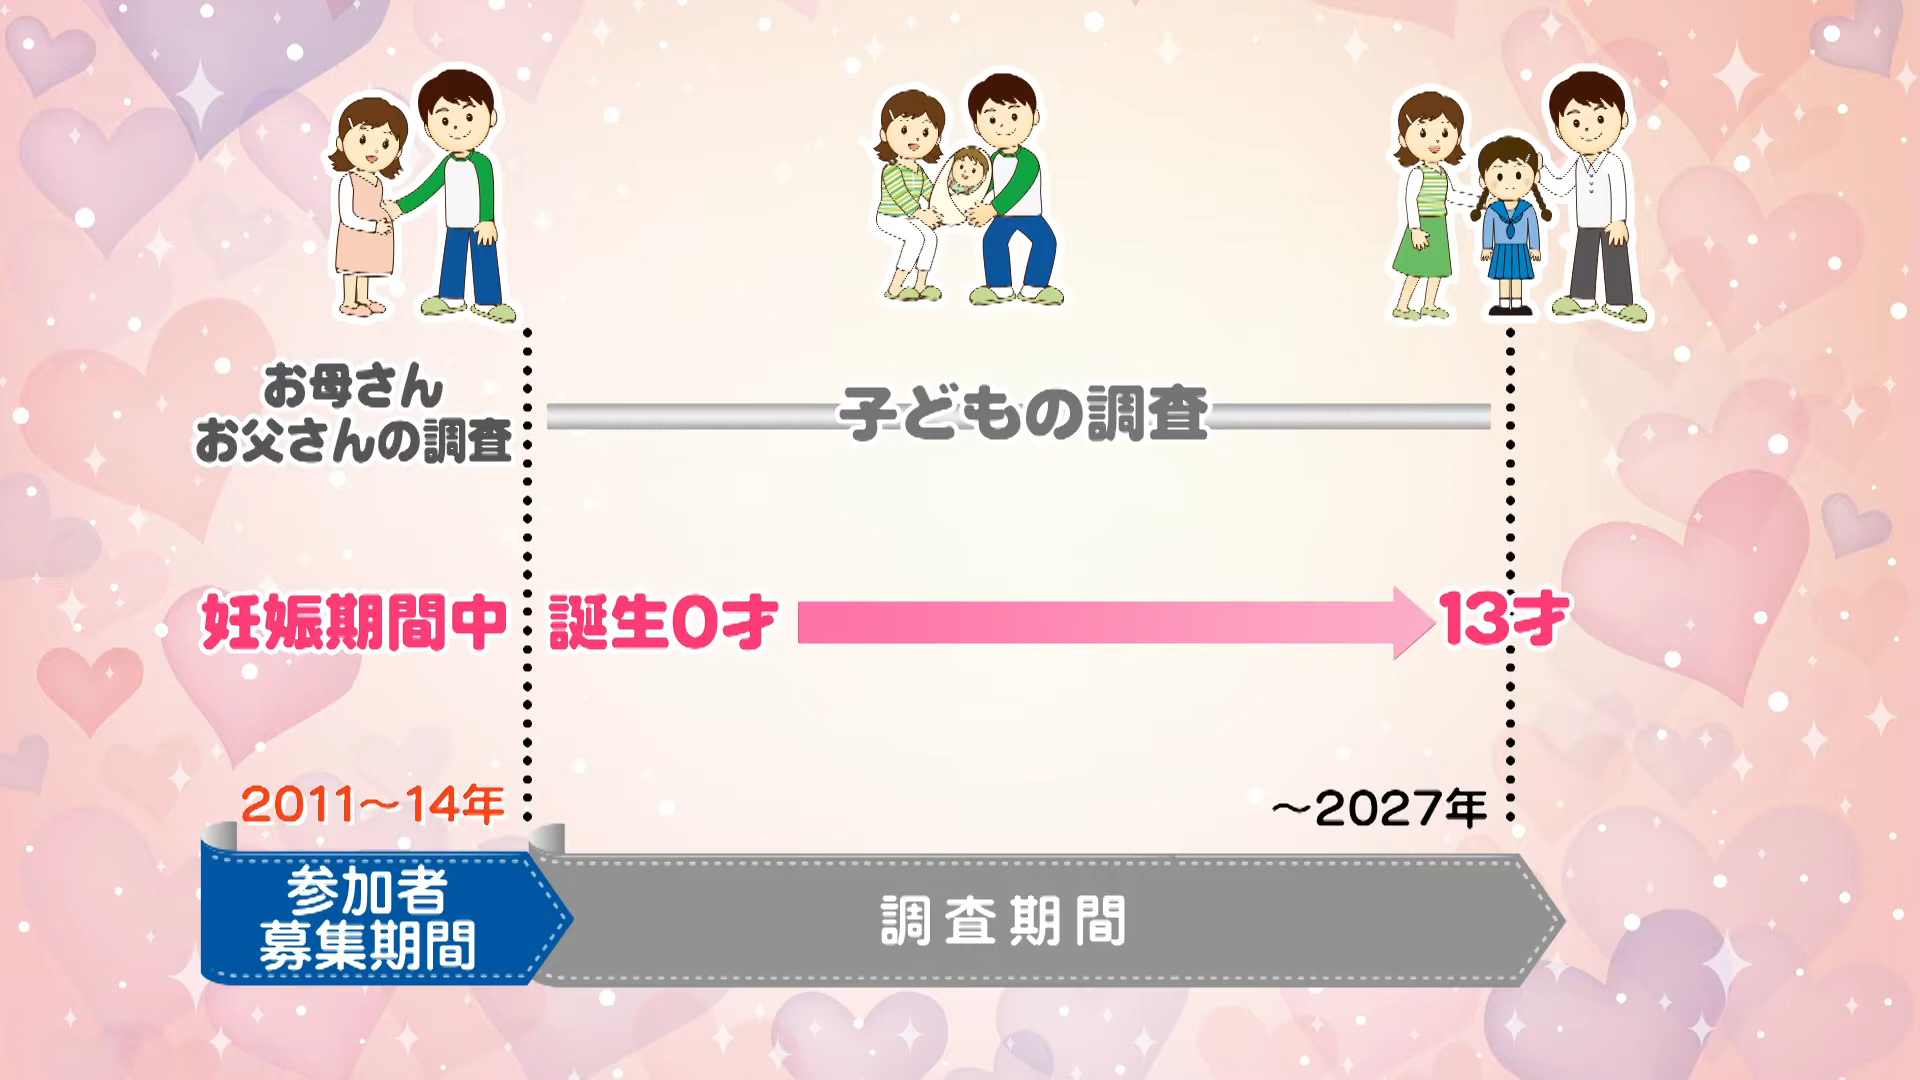 お母さん
お父さんの調査
子どもの調査
妊娠期間中
誕生0才
13才
2011～14年
～2027年
参加者
募集期間
調査期間